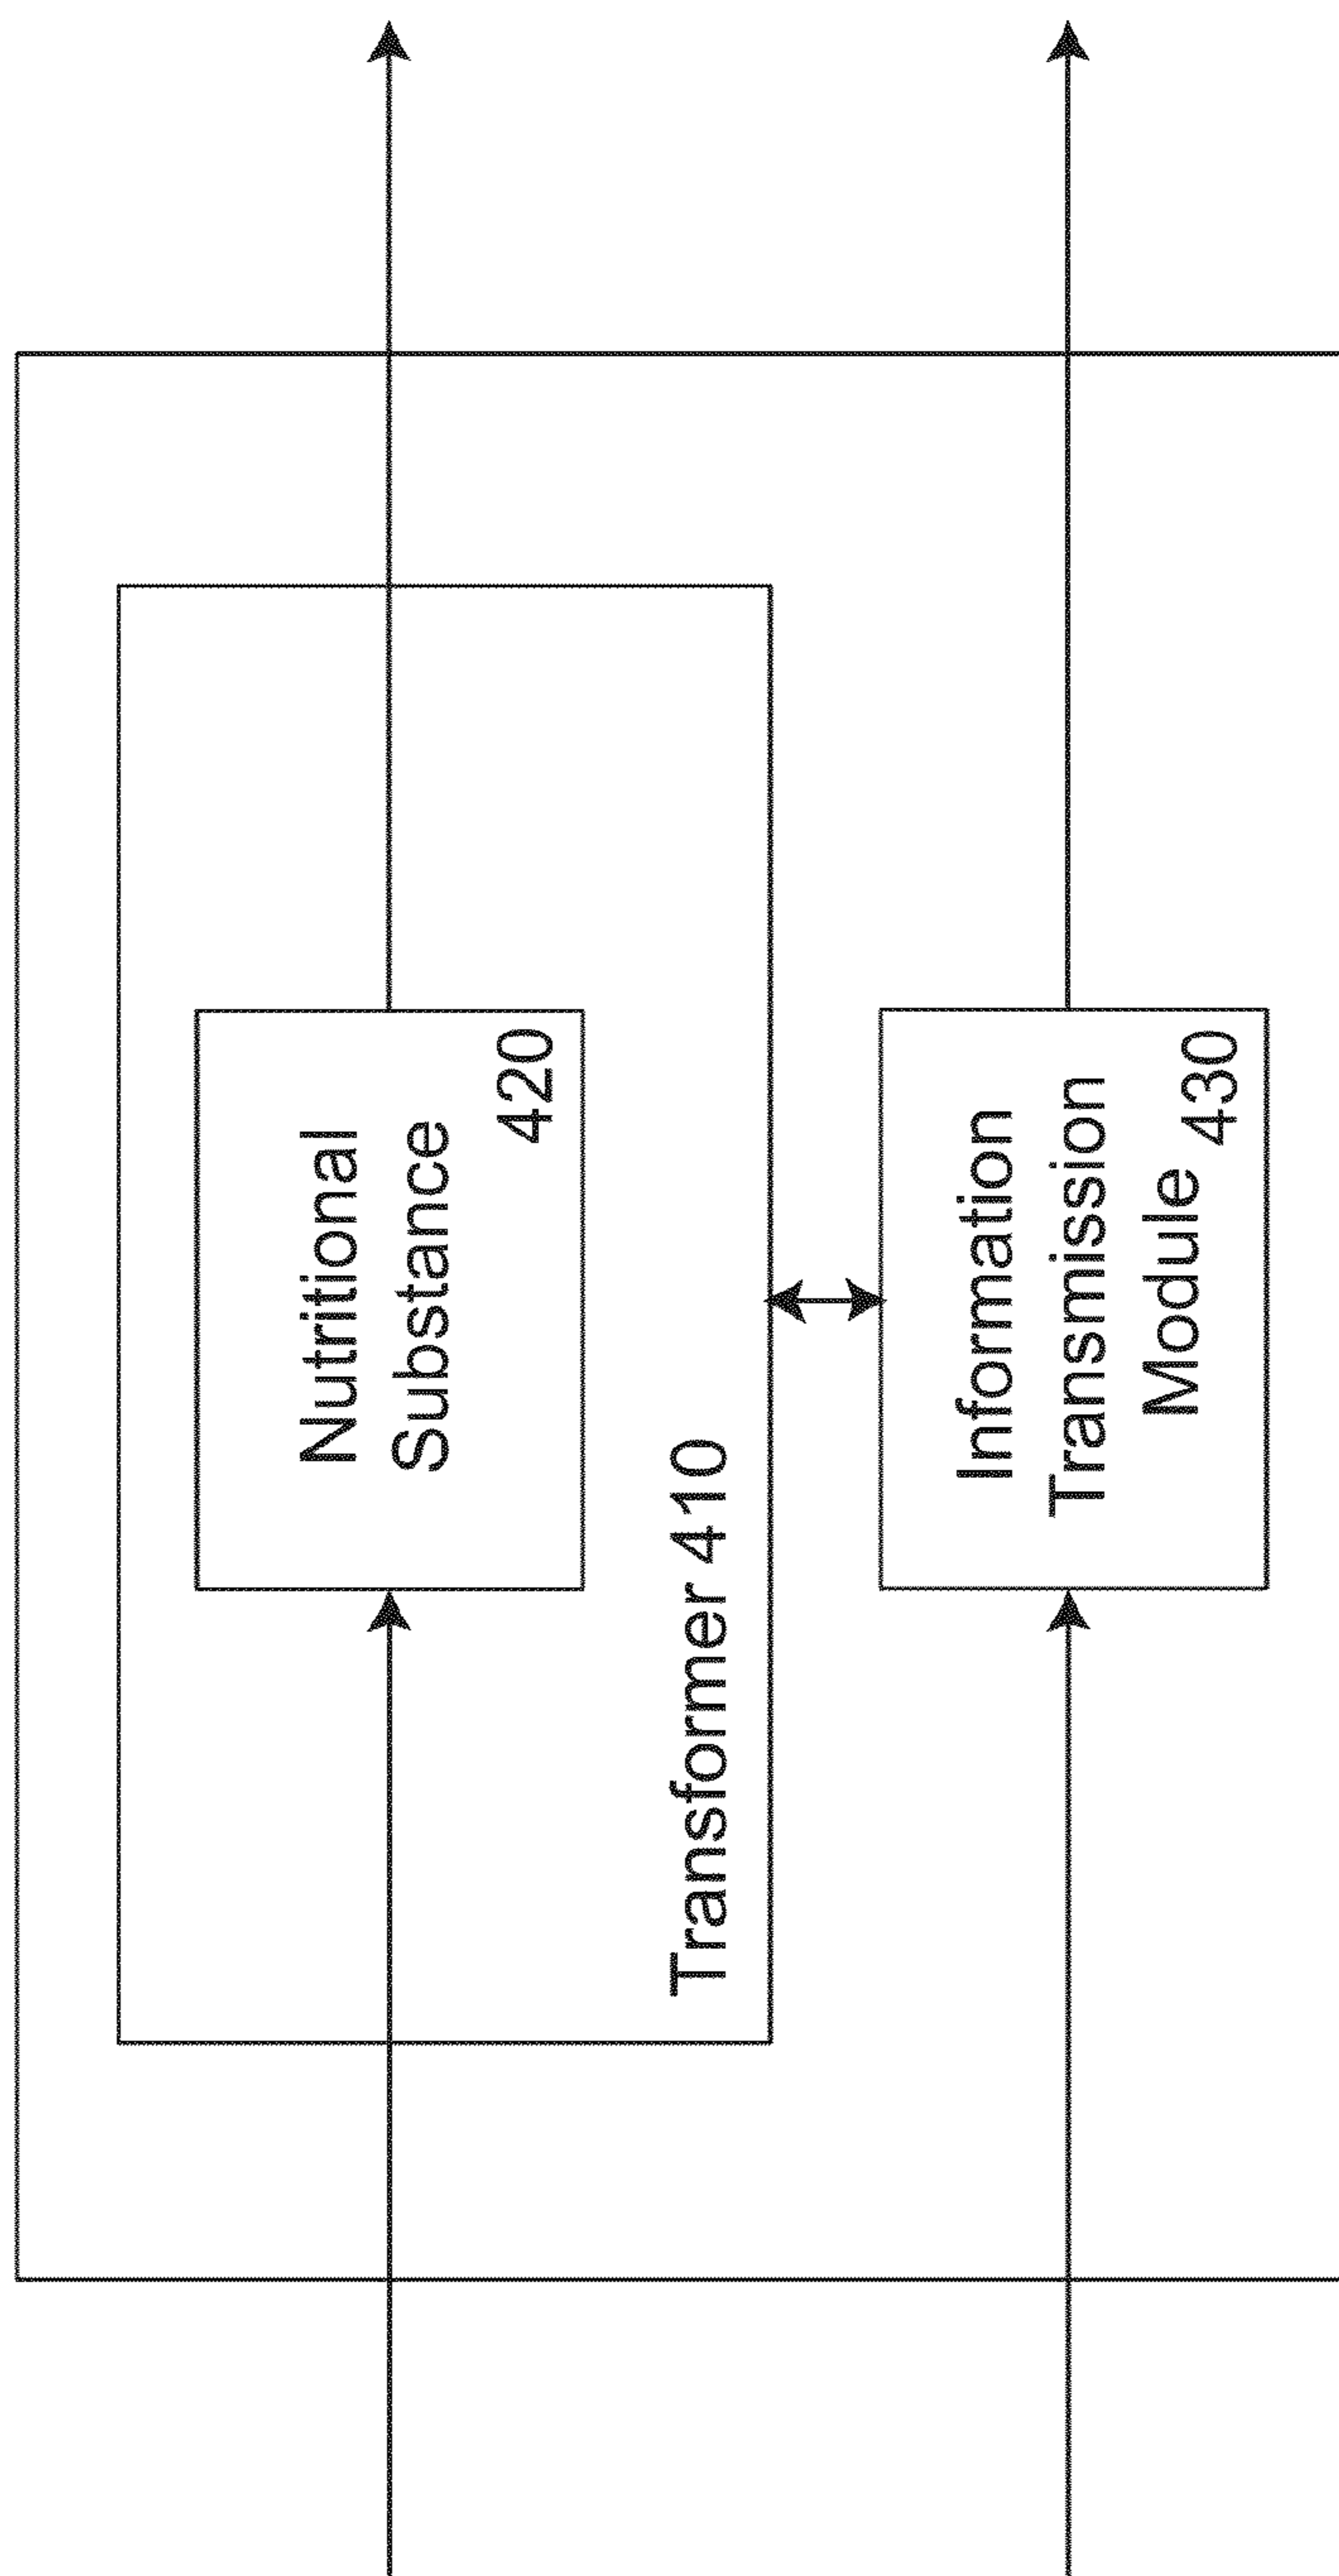 Nutritional
Substance
420
Transformer 410
Information
Transmission
Module 430